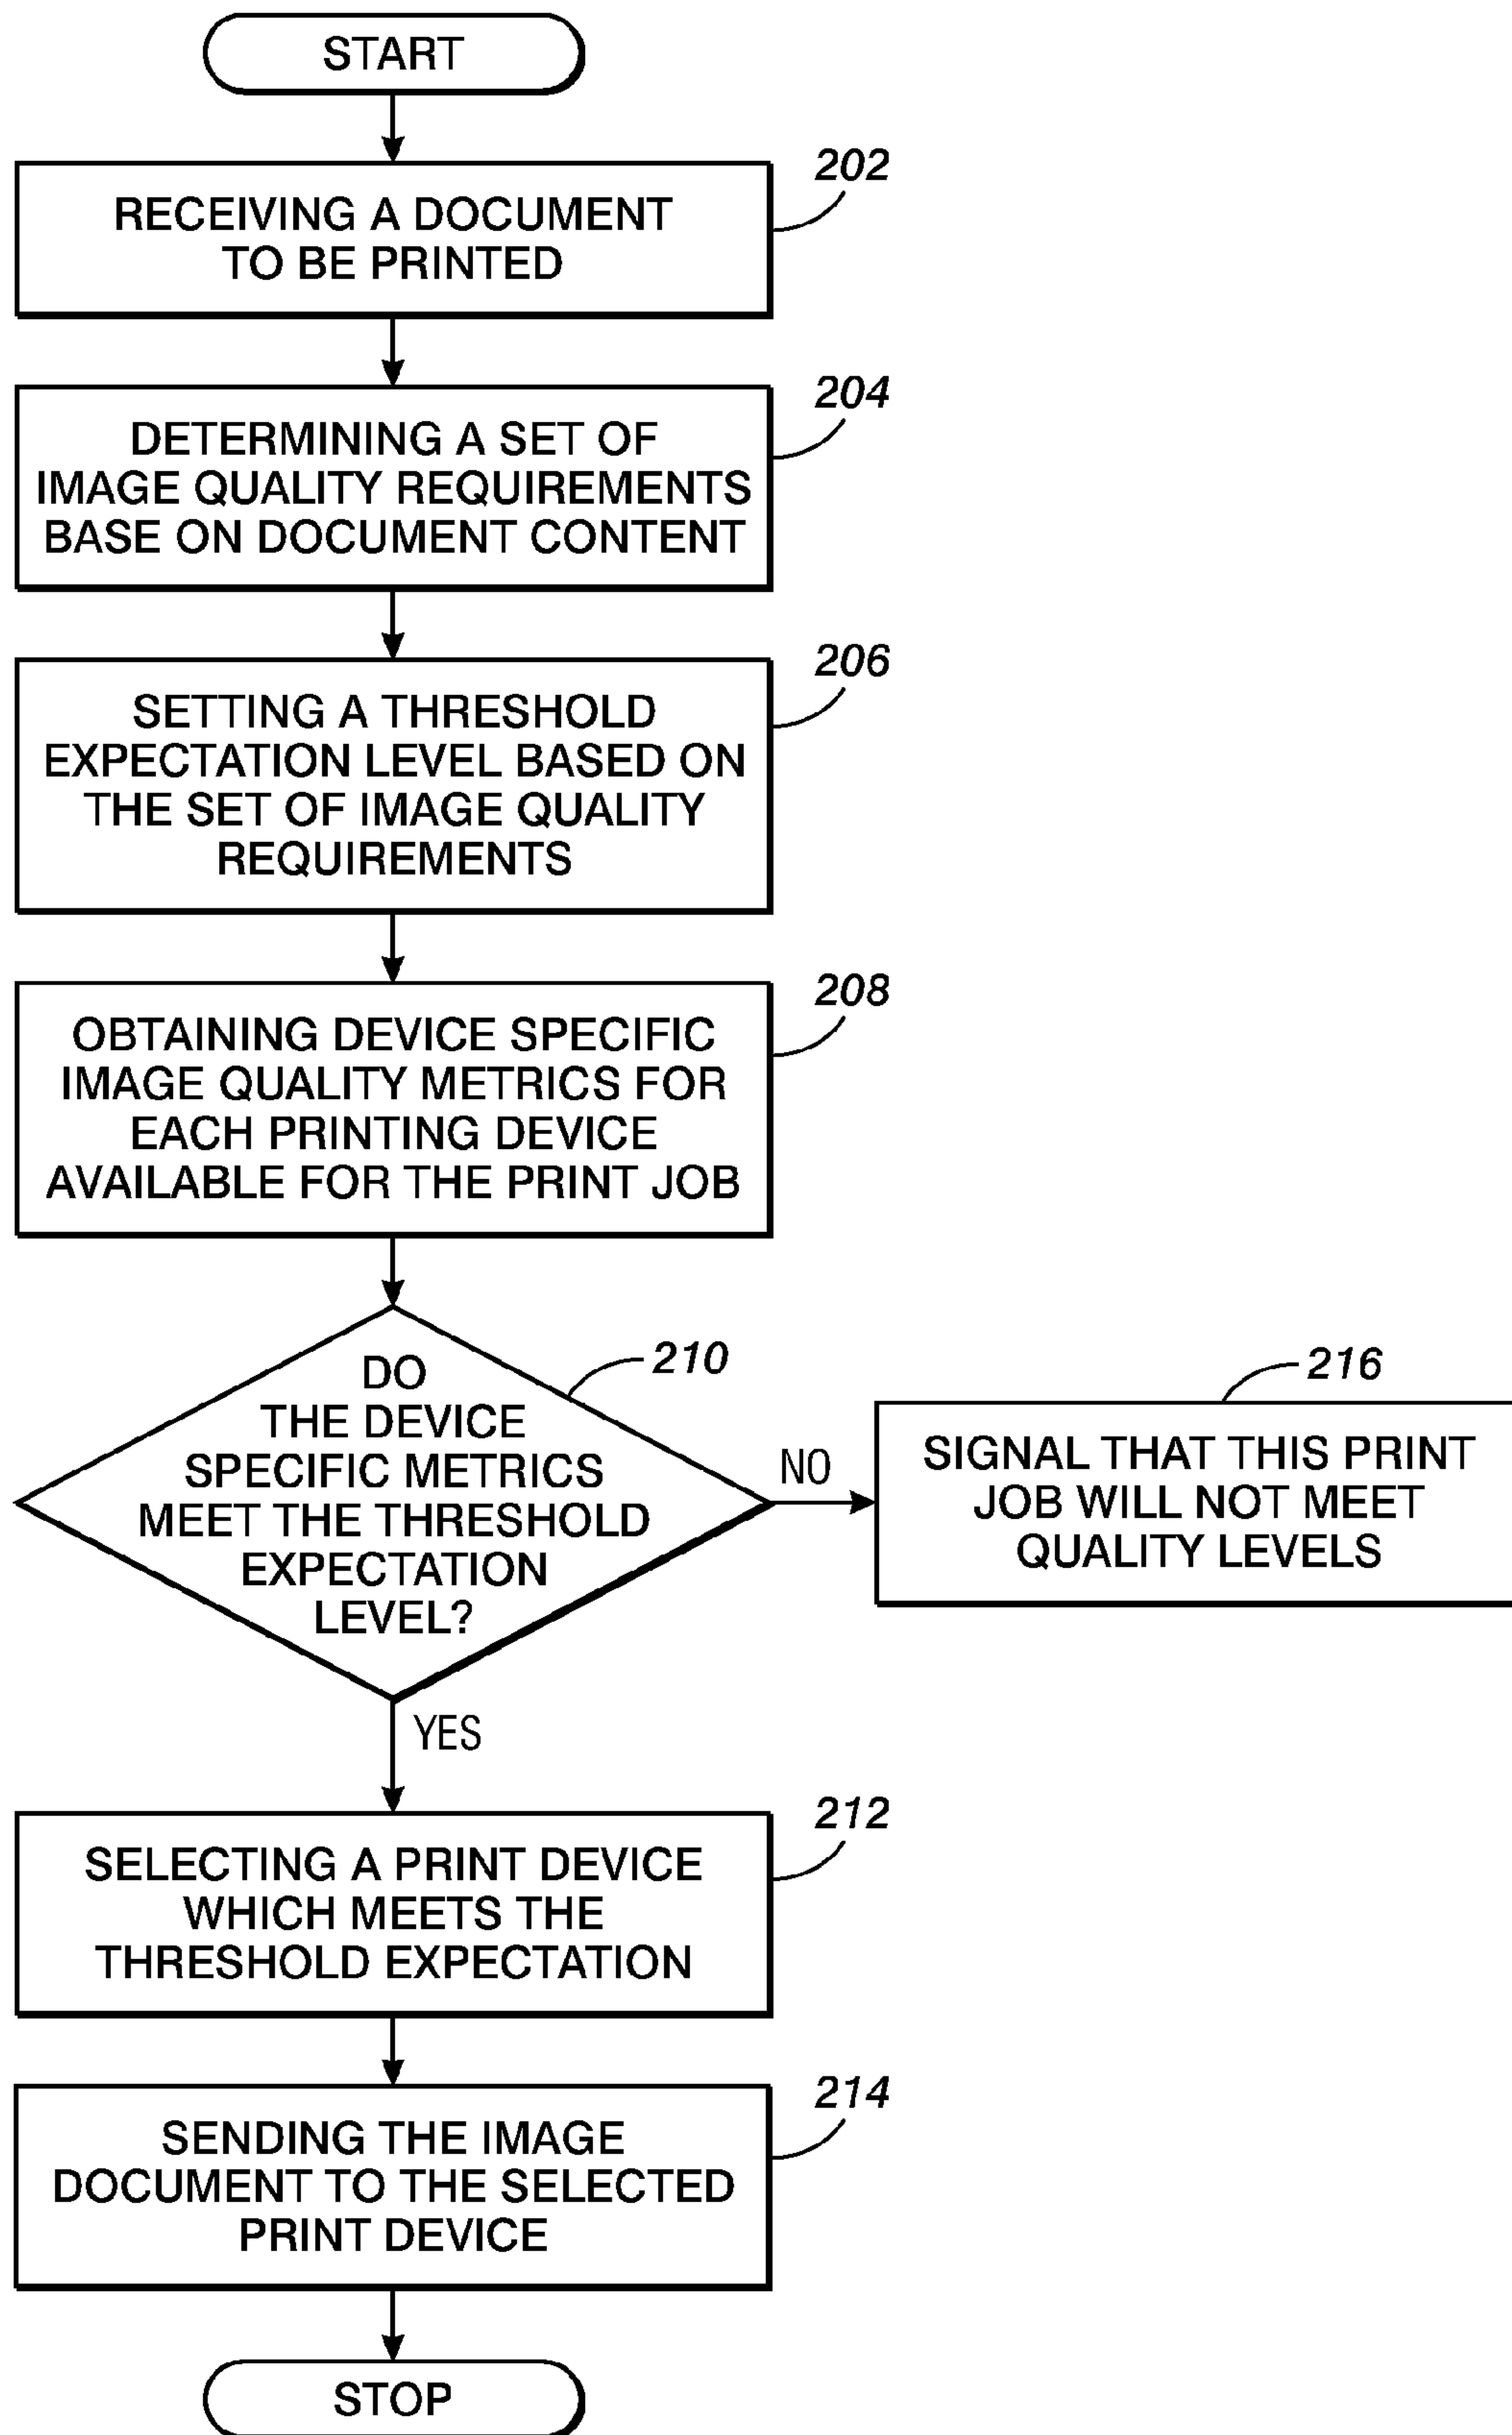 START
202
RECEIVING A DOCUMENT
TO BE PRINTED
204
DETERMINING A SET OF
IMAGE QUALITY REQUIREMENTS
BASE ON DOCUMENT CONTENT
206
SETTING A THRESHOLD
EXPECTATION LEVEL BASED ON
THE SET OF IMAGE QUALITY
REQUIREMENTS
208
OBTAINING DEVICE SPECIFIC
IMAGE QUALITY METRICS FOR
EACH PRINTING DEVICE
AVAILABLE FOR THE PRINT JOB
210
DO
THE DEVICE
SPECIFIC METRICS
MEET THE THRESHOLD
EXPECTATION
LEVEL?
NO
216
SIGNAL THAT THIS PRINT
JOB WILL NOT MEET
QUALITY LEVELS
YES
212
SELECTING A PRINT DEVICE
WHICH MEETS THE
THRESHOLD EXPECTATION
214
SENDING THE IMAGE
DOCUMENT TO THE SELECTED
PRINT DEVICE
STOP